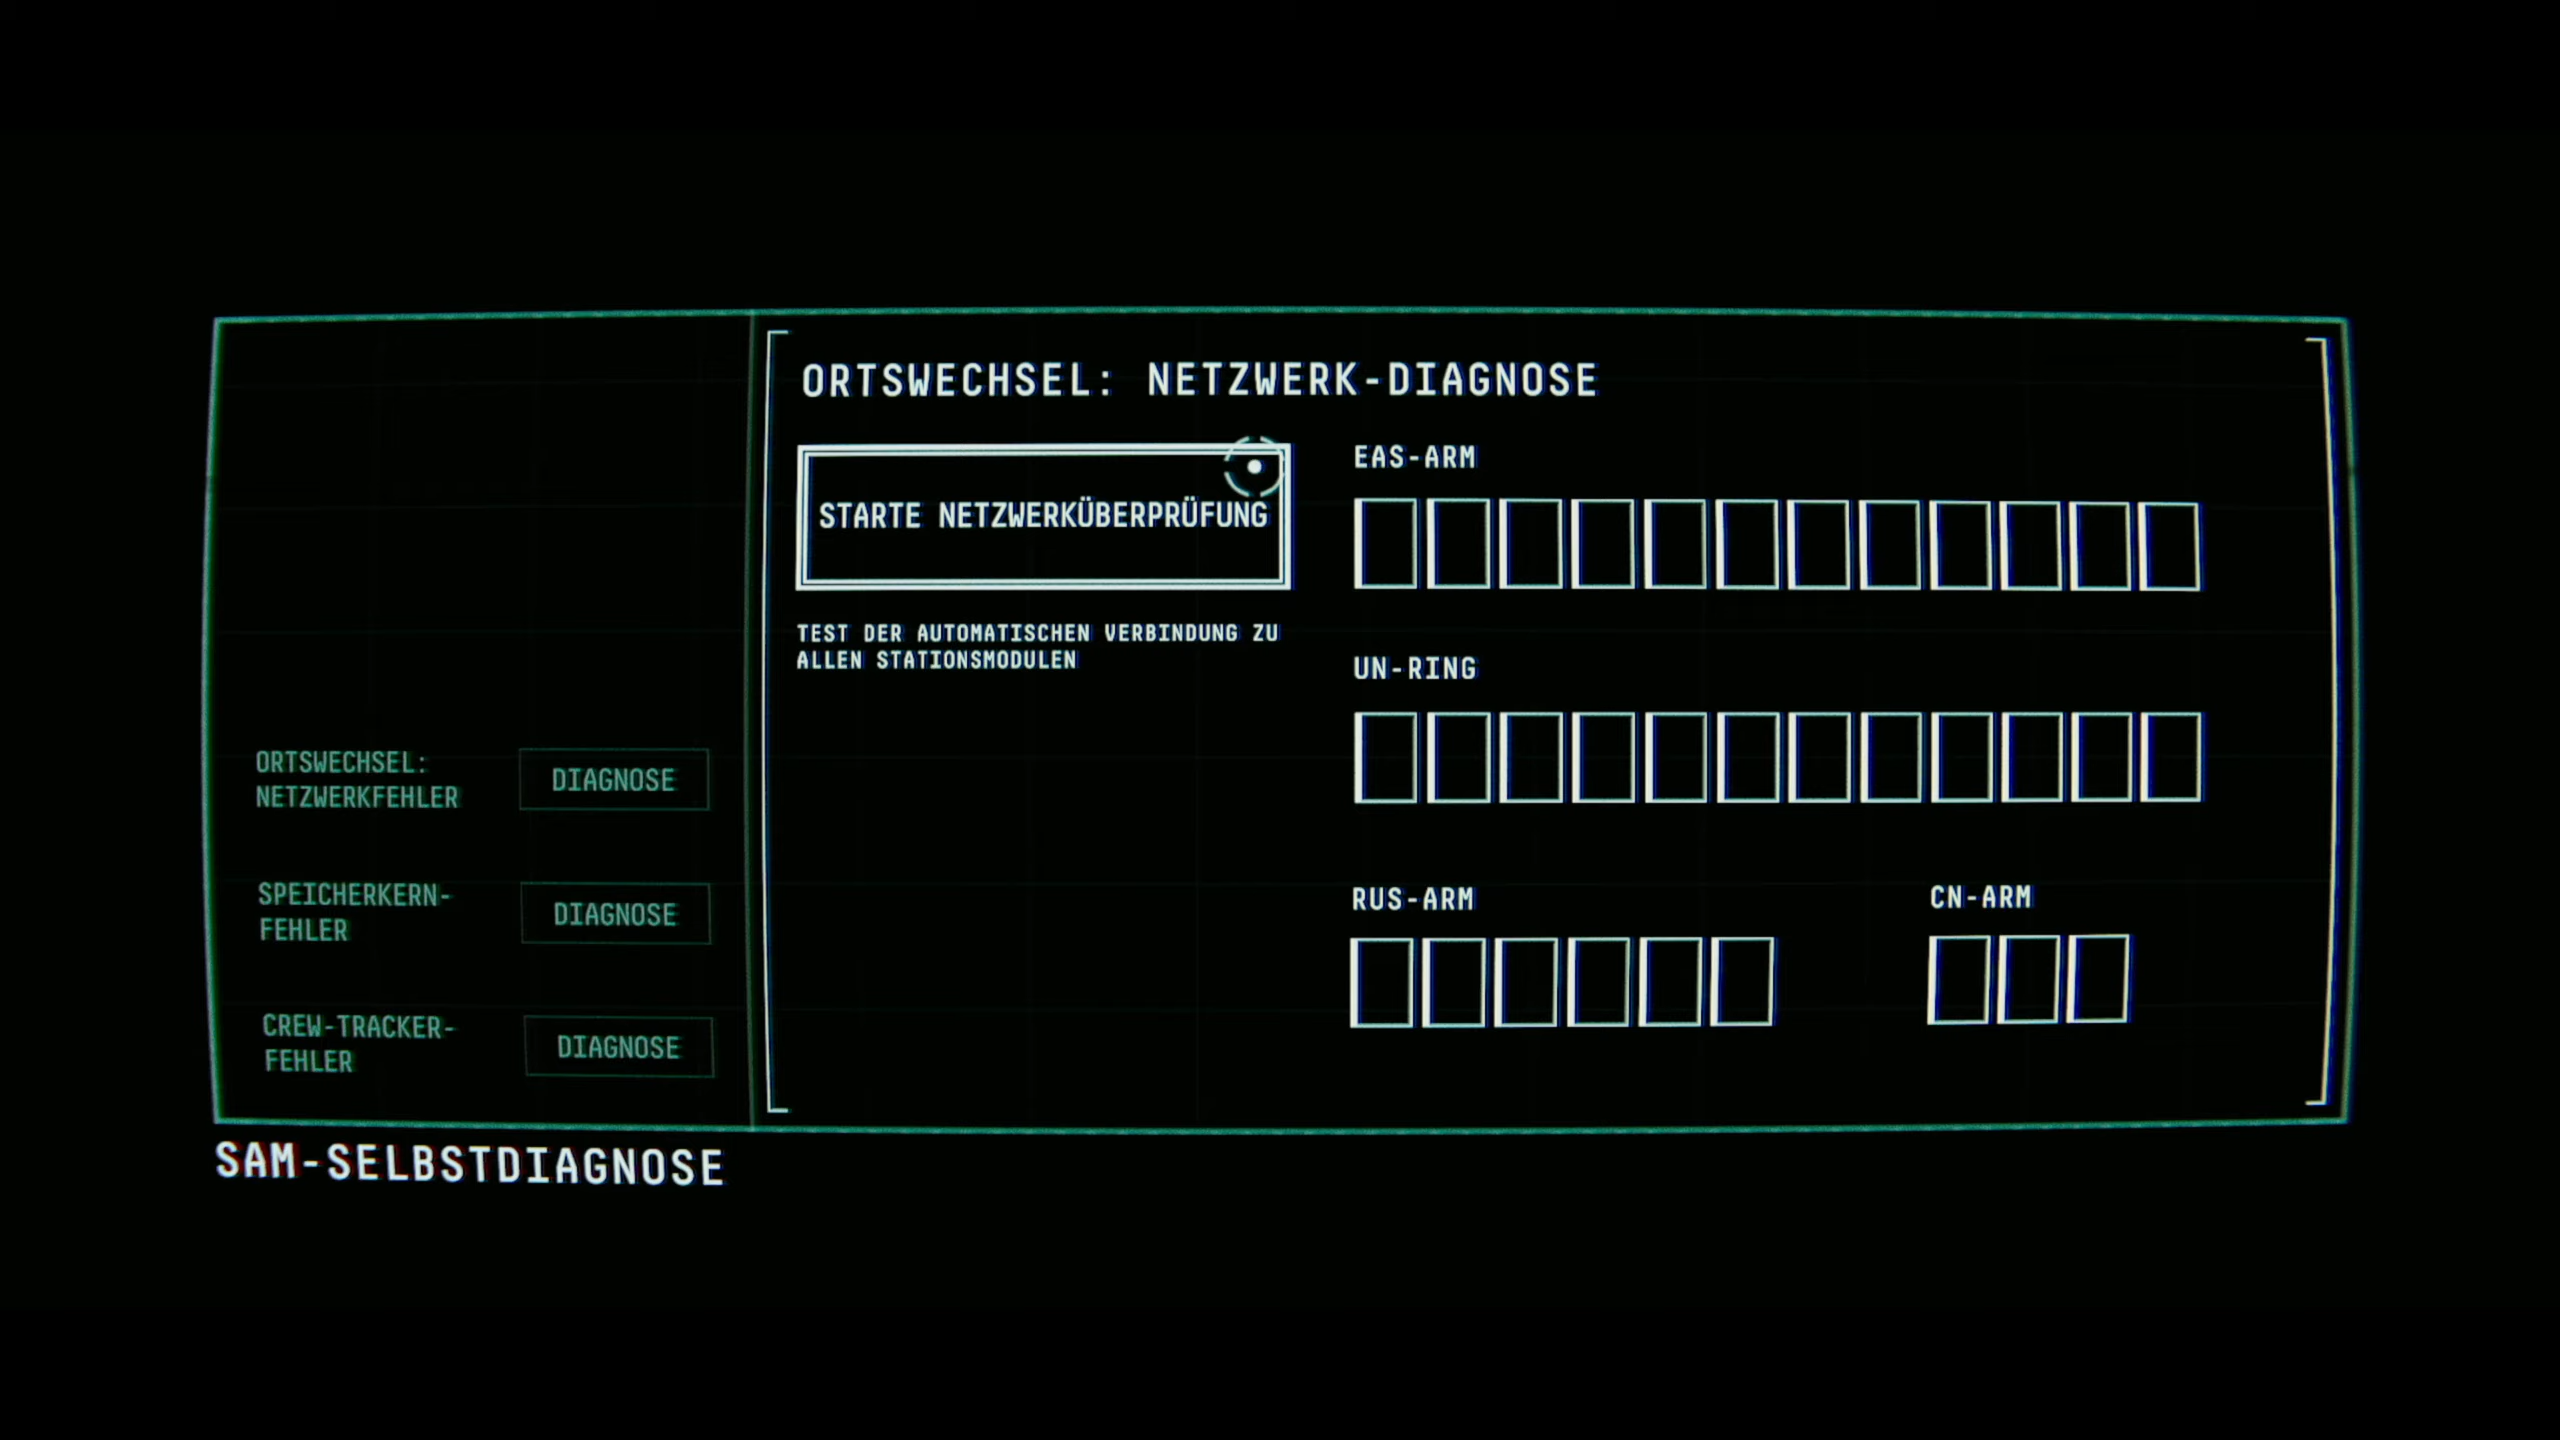 ORTSWECHSEL: NETZWERK-DIAGNOSE
STARTE NETZWERKÜBERPRÜFUNG
TEST DER AUTOMATISCHEN VERBINDUNG ZU
ALLEN STATIONSMODULEN
EAS-ARM
UN-RING
RUS-ARM
CN-ARM
ORTSWECHSEL:
NETZWERKFEHLER
DIAGNOSE
SPEICHERKERN-
FEHLER
DIAGNOSE
CREW-TRACKER-
FEHLER
DIAGNOSE
SAM-SELBSTDIAGNOSE